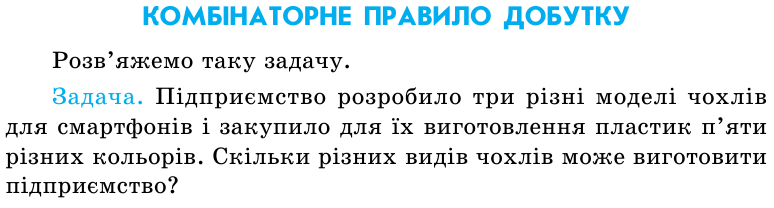 КОМБІНАТОРНЕ ПРАВИЛО ДОБУТКУ
Розв’яжемо таку задачу.
Задача. Підприємство розробило три різні моделі чохлів
для смартфонів і закупило для їх виготовлення пластик п’яти
різних кольорів. Скільки різних видів чохлів може виготовити
підприємство?